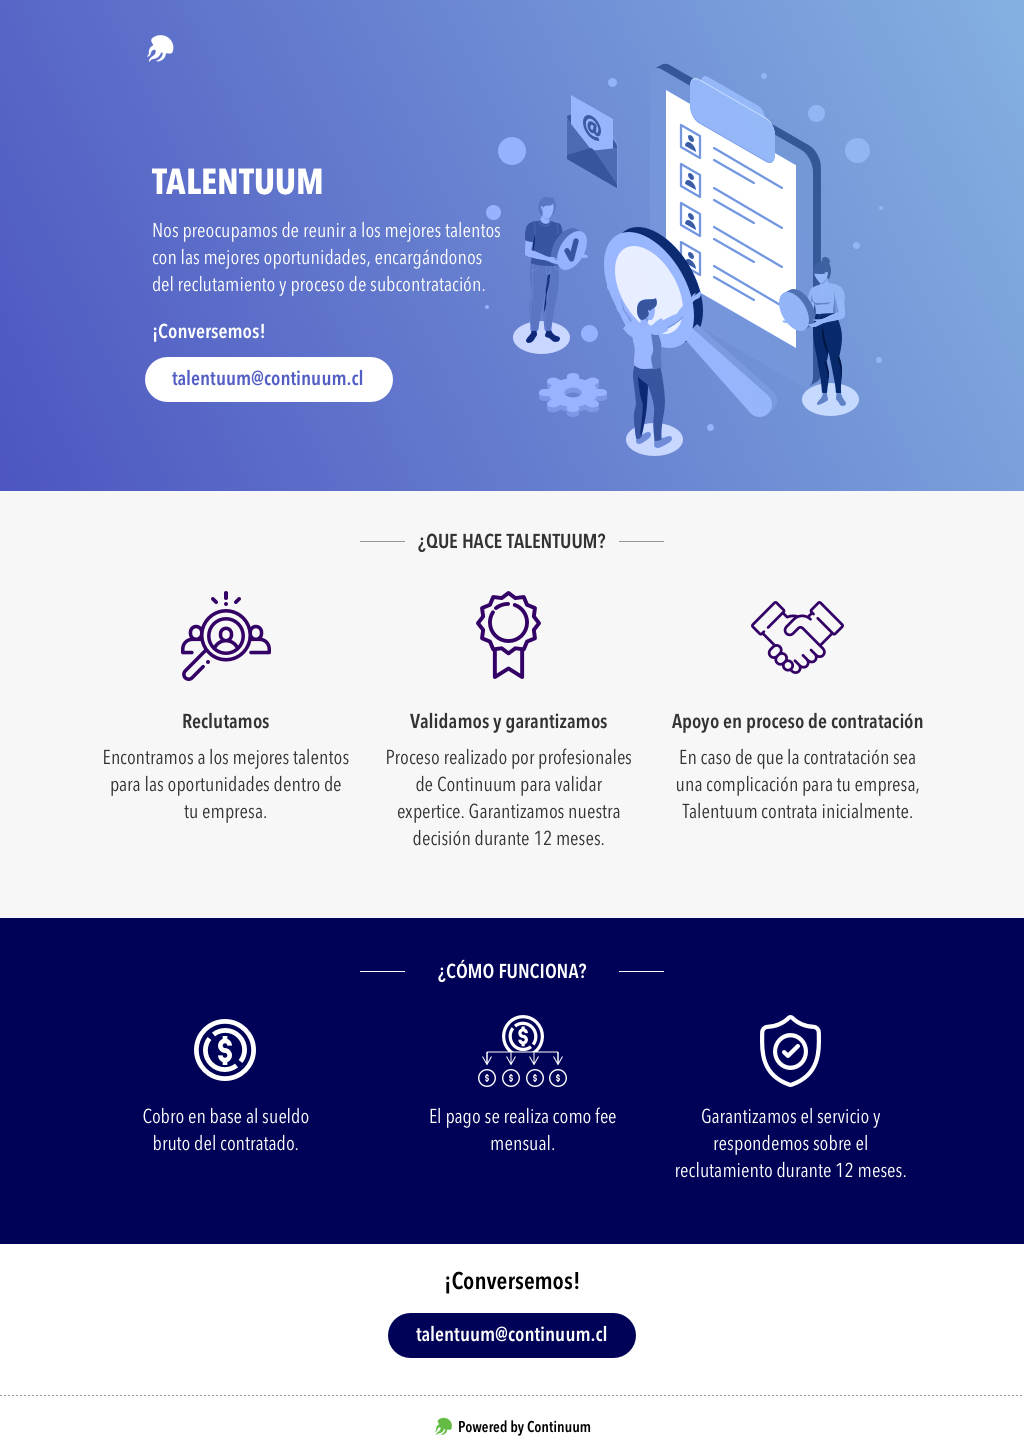 TALENTUUM
Nos preocupamos de reunir a los mejores talentos
con las mejores oportunidades, encargándonos
del reclutamiento y proceso de subcontratación.
¡Conversemos!
talentuum@continuum.cl
@
¿QUE HACE TALENTUUM?
Reclutamos
Encontramos a los mejores talentos
para las oportunidades dentro de
tu empresa.
Validamos y garantizamos
Proceso realizado por profesionales
de Continuum para validar
expertice. Garantizamos nuestra
decisión durante 12 meses.
Apoyo en proceso de contratación
En caso de que la contratación sea
una complicación para tu empresa,
Talentuum contrata inicialmente.
¿CÓMO FUNCIONA?
$
Cobro en base al sueldo
bruto del contratado.
$
$ $ $ $
El pago se realiza como fee
mensual.
Garantizamos el servicio y
respondemos sobre el
reclutamiento durante 12 meses.
¡Conversemos!
talentuum@continuum.cl
Powered by Continuum